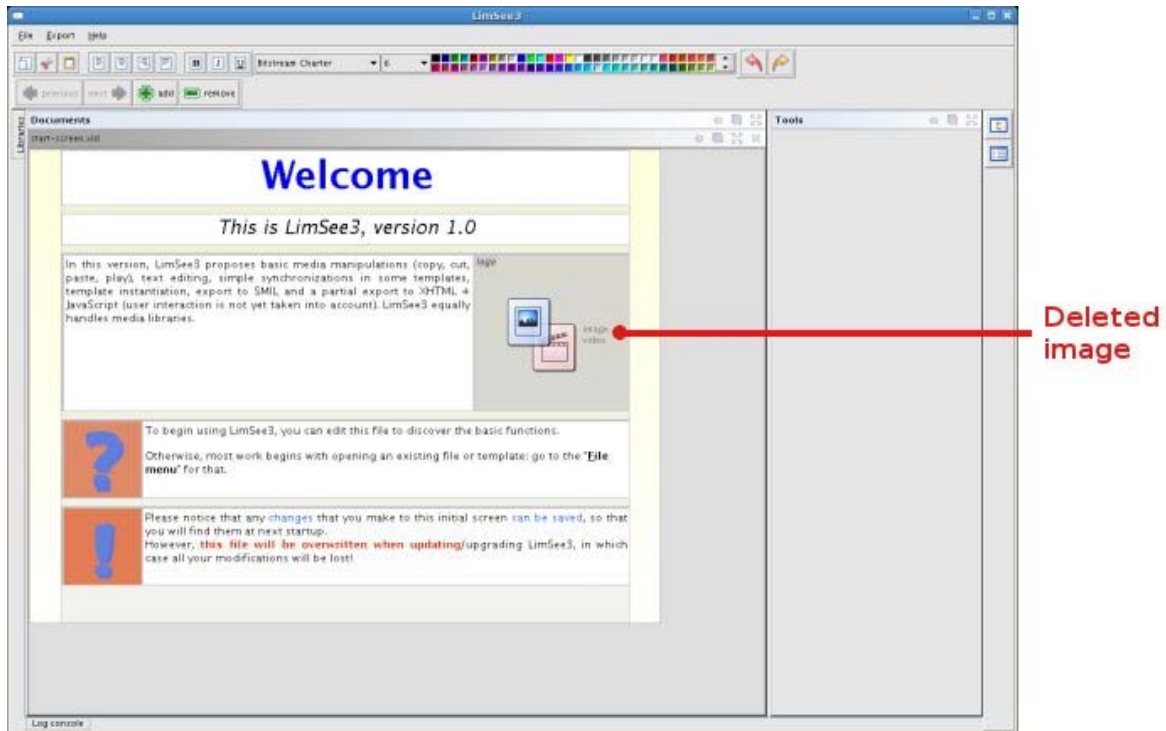 LimSee3
File Export Help
Bitstream Charter 6
previous next add remove
Libraries
Documents
Tools
start-screen.xld
Welcome
This is LimSee3, version 1.0
In this version, LimSee3 proposes basic media manipulations (copy, cut,
paste, play), text editing, simple synchronizations in some templates,
template instantiation, export to SMIL and a partial export to XHTML +
JavaScript (user interaction is not yet taken into account). LimSee3 equally
handles media libraries.
logo
image
video
Deleted
image
To begin using LimSee3, you can edit this file to discover the basic functions.
Otherwise, most work begins with opening an existing file or template: go to the "File
menu" for that.
Please notice that any changes that you make to this initial screen can be saved, so that
you will find them at next startup.
However, this file will be overwritten when updating/upgrading LimSee3, in which
case all your modifications will be lost!
Log console